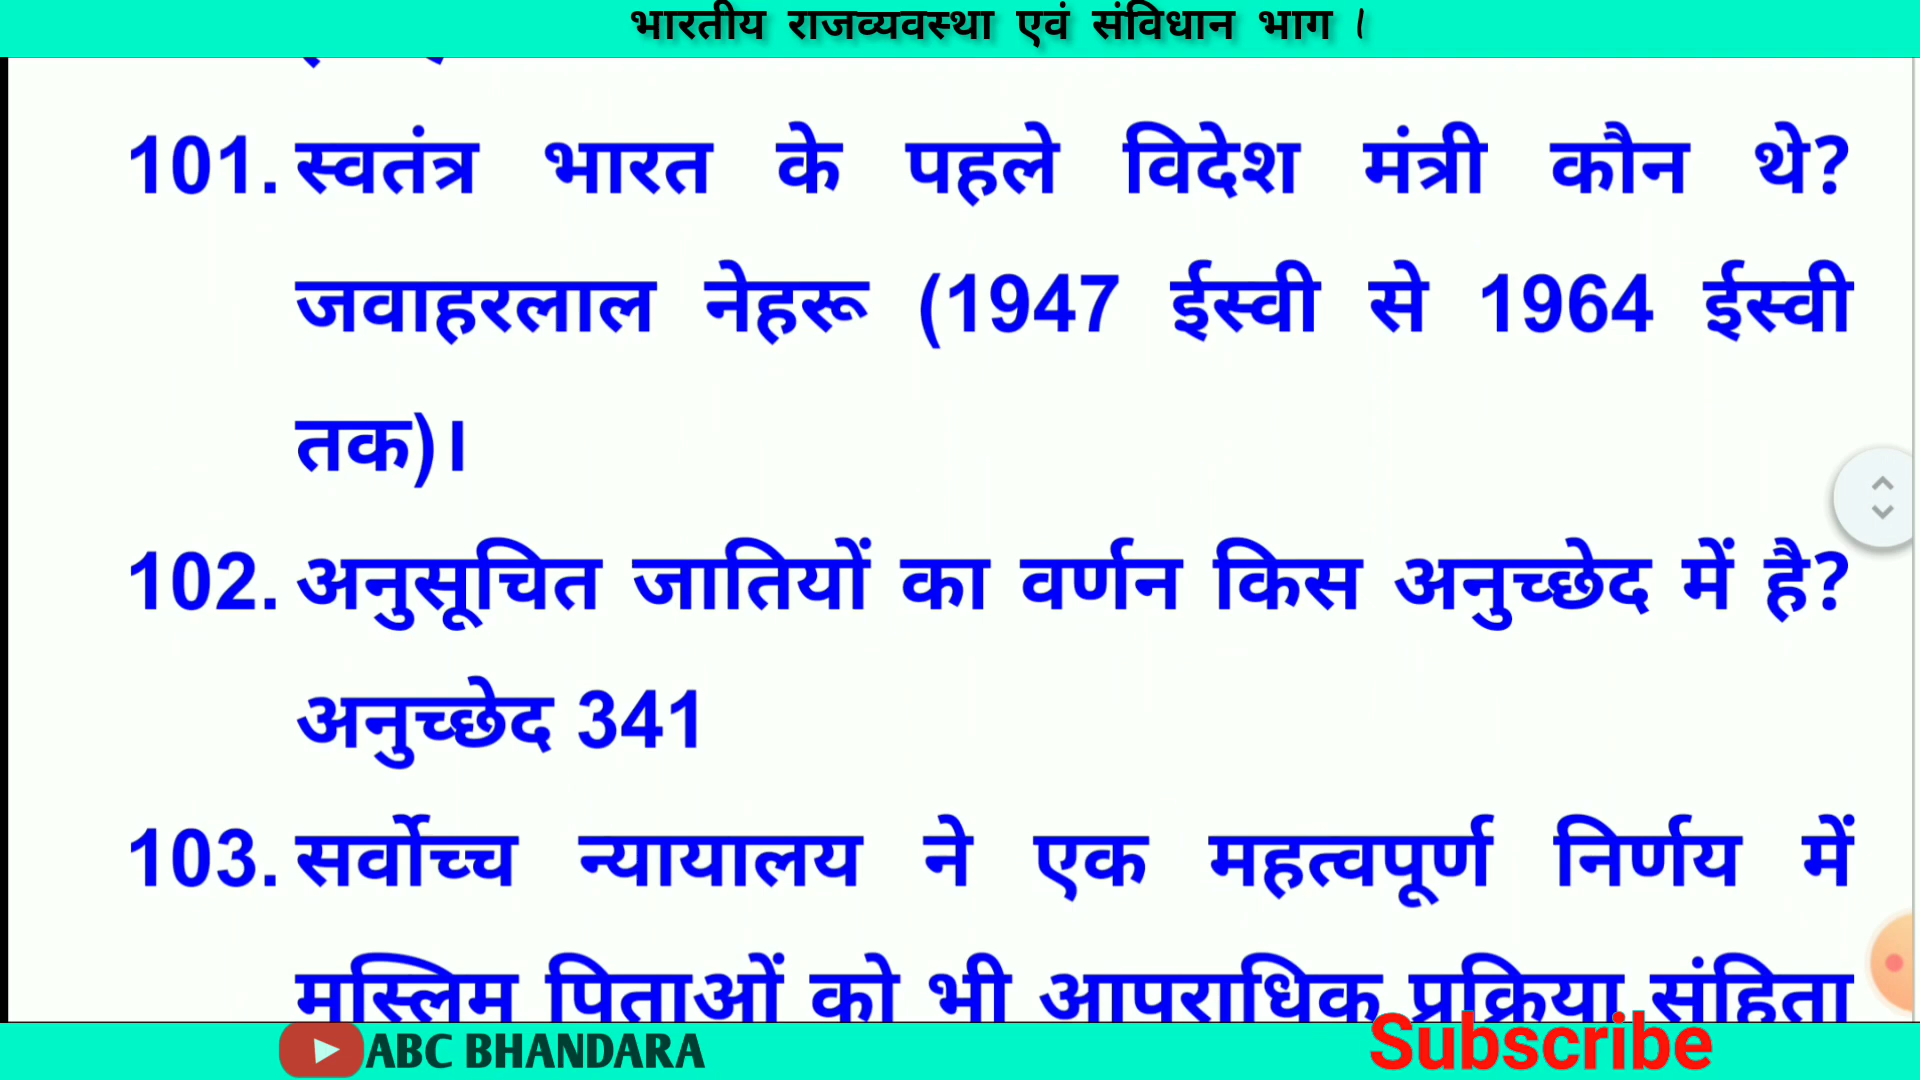 भारतीय राजव्यवस्था एवं संविधान भाग ।
101. स्वतंत्र भारत के पहले विदेश मंत्री कौन थे?
जवाहरलाल नेहरू (1947 ईस्वी से 1964 ईस्वी
तक)।
102. अनुसूचित जातियों का वर्णन किस अनुच्छेद में है?
अनुच्छेद 341
103. सर्वोच्च न्यायालय ने एक महत्वपूर्ण निर्णय में
मुस्लिम पिताओं को भी आपराधिक प्रक्रिया संहिता
ABC BHANDARA
Subscribe